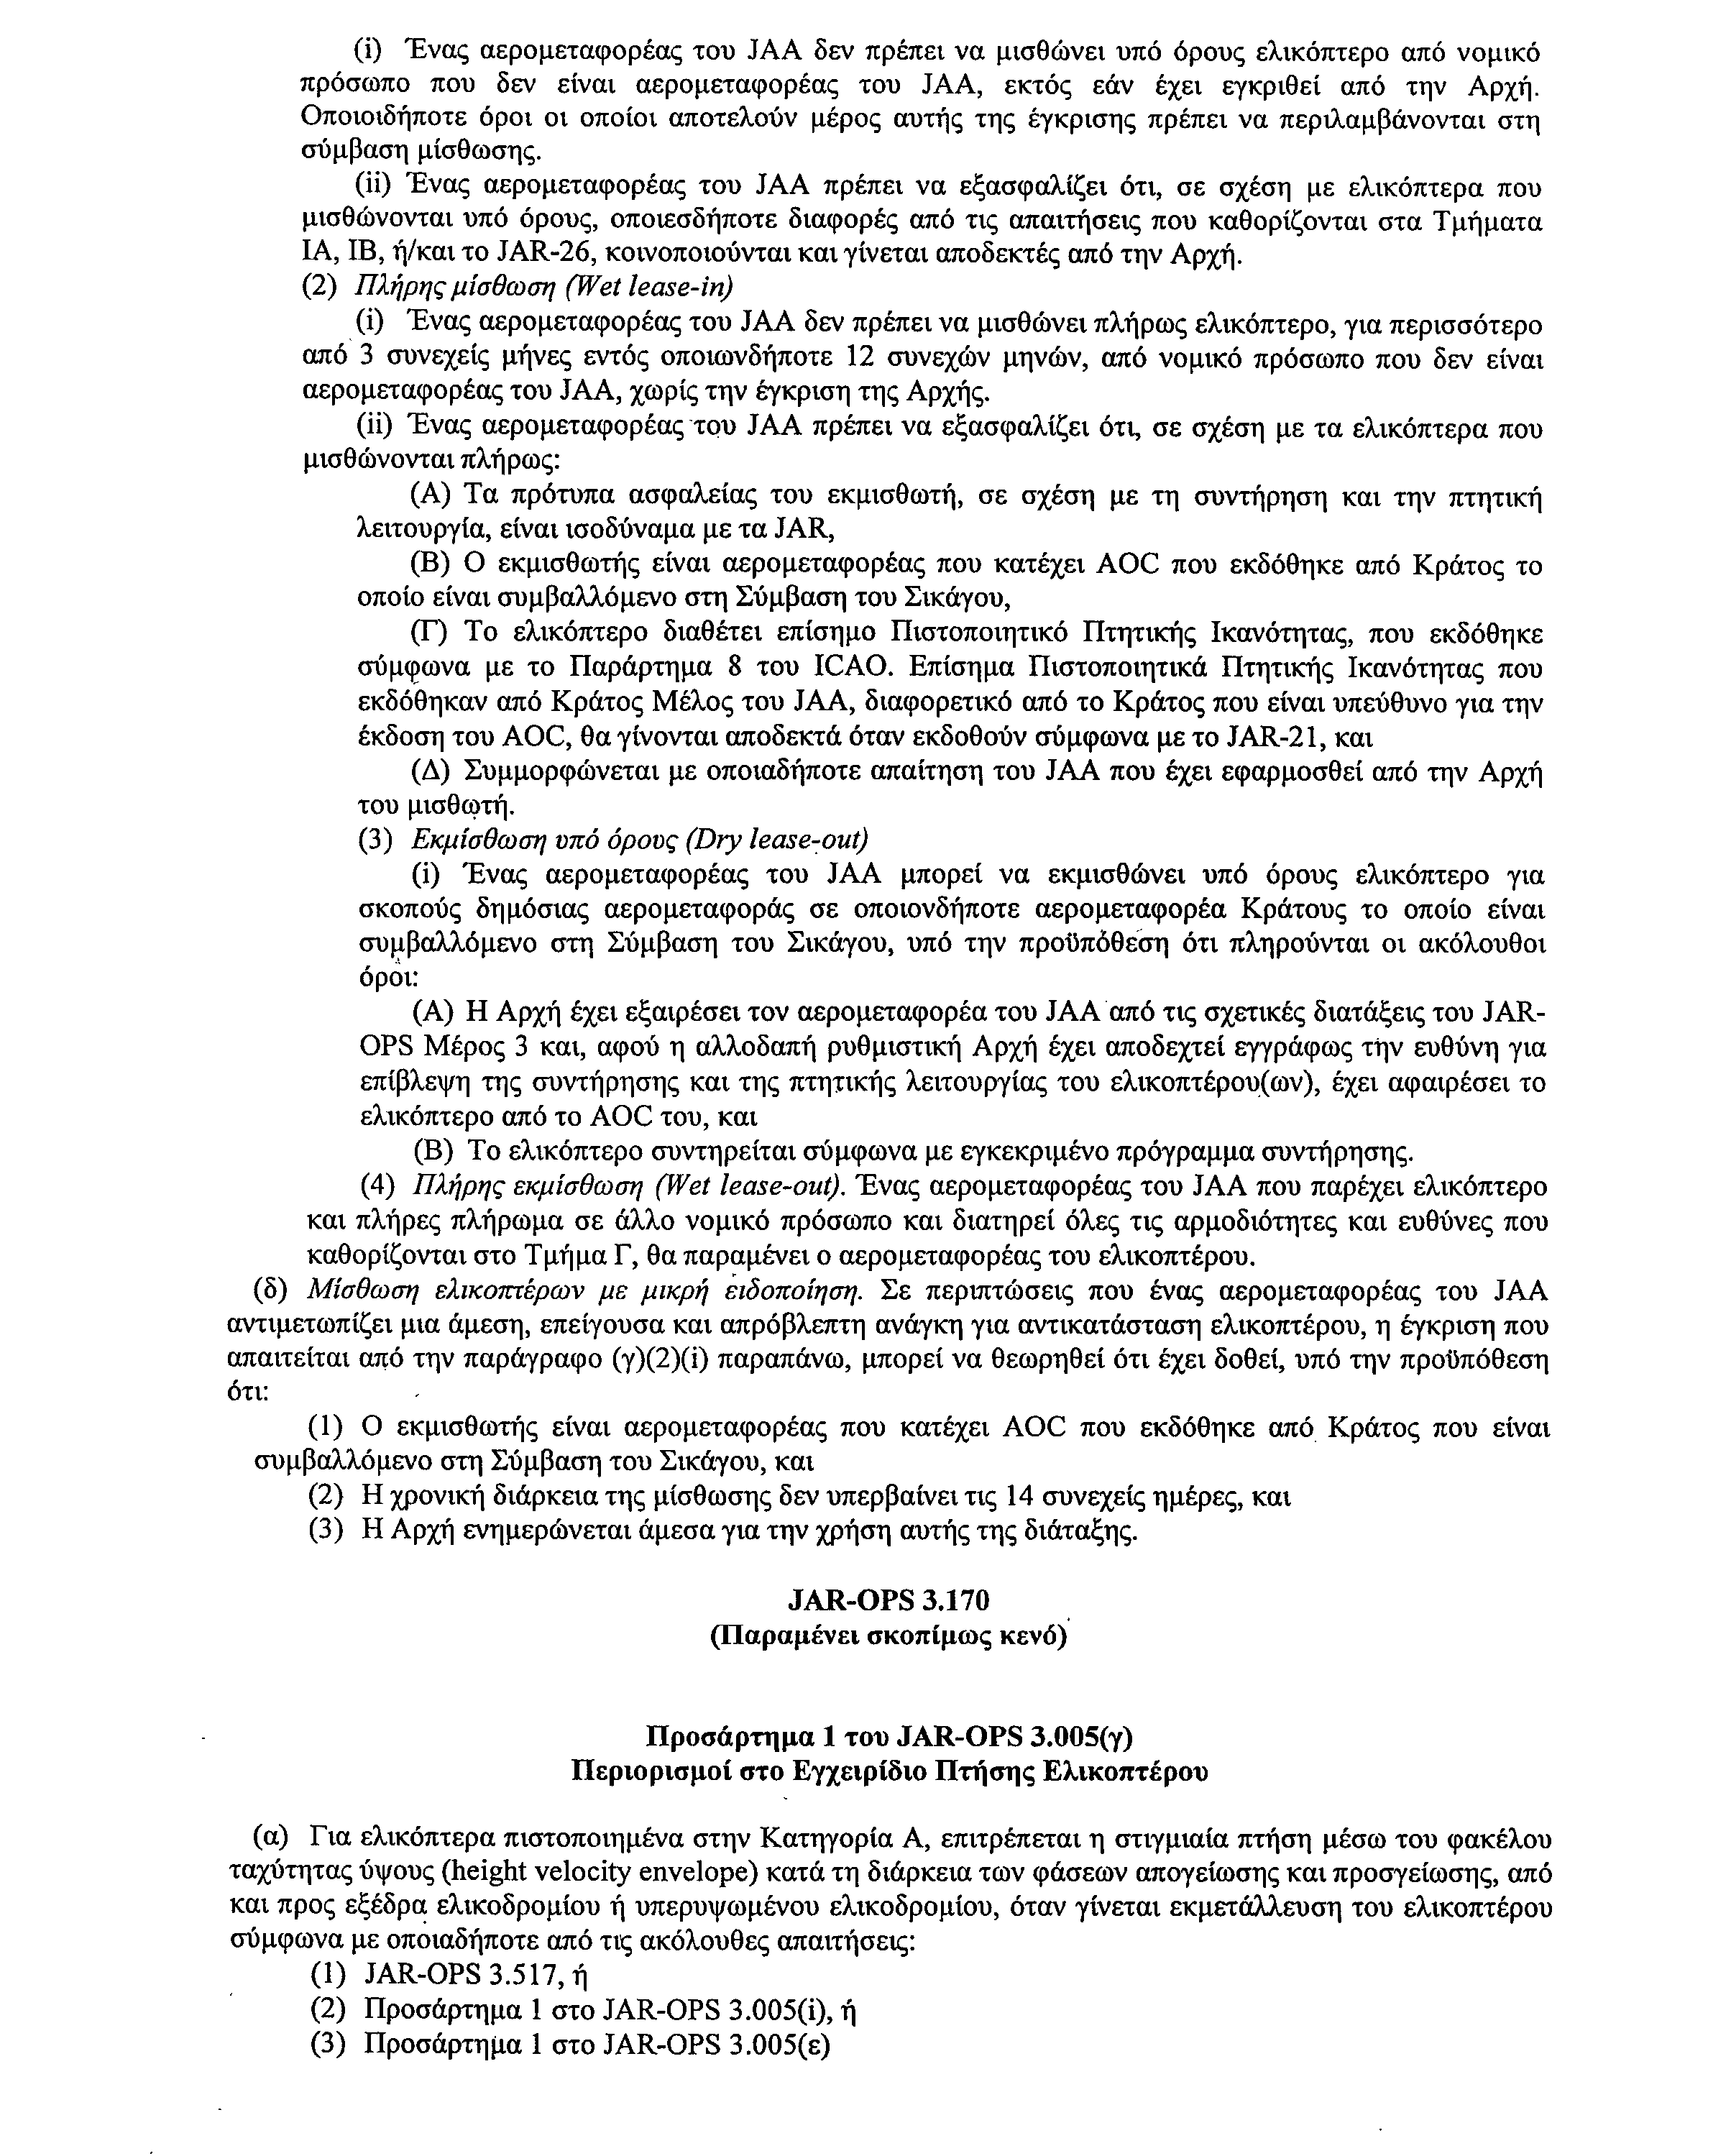 (i) Ένας αερομεταφορέας του JAA δεν πρέπει να μισθώνει υπό όρους ελικόπτερο από νομικό
πρόσωπο που δεν είναι αερομεταφορέας του JAA, εκτός εάν έχει εγκριθεί από την Αρχή.
Οποιοιδήποτε όροι οι οποίοι αποτελούν μέρος αυτής της έγκρισης πρέπει να περιλαμβάνονται στη
σύμβαση μίσθωσης.
(ii) Ένας αερομεταφορέας του JAA πρέπει να εξασφαλίζει ότι, σε σχέση με ελικόπτερα που
μισθώνονται υπό όρους, οποιεσδήποτε διαφορές από τις απαιτήσεις που καθορίζονται στα Τμήματα
ΙΑ, ΙΒ, ή/και το JAR-26, κοινοποιούνται και γίνεται αποδεκτές από την Αρχή.
(2) Πλήρης μίσθωση (Wet lease-in)
(i) Ένας αερομεταφορέας του JAA δεν πρέπει να μισθώνει πλήρως ελικόπτερο, για περισσότερο
από 3 συνεχείς μήνες εντός οποιωνδήποτε 12 συνεχών μηνών, από νομικό πρόσωπο που δεν είναι
αερομεταφορέας του JAA, χωρίς την έγκριση της Αρχής.
(ii) Ένας αερομεταφορέας του JAA πρέπει να εξασφαλίζει ότι, σε σχέση με τα ελικόπτερα που
μισθώνονται πλήρως:
(Α) Τα πρότυπα ασφαλείας του εκμισθωτή, σε σχέση με τη συντήρηση και την πτητική
λειτουργία, είναι ισοδύναμα με τα JAR,
(Β) Ο εκμισθωτής είναι αερομεταφορέας που κατέχει AOC που εκδόθηκε από Κράτος το
οποίο είναι συμβαλλόμενο στη Σύμβαση του Σικάγου,
(Γ) Το ελικόπτερο διαθέτει επίσημο Πιστοποιητικό Πτητικής Ικανότητας, που εκδόθηκε
σύμφωνα με το Παράρτημα 8 του ICAO. Επίσημα Πιστοποιητικά Πτητικής Ικανότητας που
εκδόθηκαν από Κράτος Μέλος του JAA, διαφορετικό από το Κράτος που είναι υπεύθυνο για την
έκδοση του AOC, θα γίνονται αποδεκτά όταν εκδοθούν σύμφωνα με το JAR-21, και
(Δ) Συμμορφώνεται με οποιαδήποτε απαίτηση του JAA που έχει εφαρμοσθεί από την Αρχή
του μισθωτή.
(3) Εκμίσθωση υπό όρους (Dry lease-out)
(i) Ένας αερομεταφορέας του JAA μπορεί να εκμισθώνει υπό όρους ελικόπτερο για
σκοπούς δημόσιας αερομεταφοράς σε οποιονδήποτε αερομεταφορέα Κράτους το οποίο είναι
συμβαλλόμενο στη Σύμβαση του Σικάγου, υπό την προϋπόθεση ότι πληρούνται οι ακόλουθοι
όροι:
(Α) Η Αρχή έχει εξαιρέσει τον αερομεταφορέα του JAA από τις σχετικές διατάξεις του JAR-
OPS Μέρος 3 και, αφού η αλλοδαπή ρυθμιστική Αρχή έχει αποδεχτεί εγγράφως την ευθύνη για
επίβλεψη της συντήρησης και της πτητικής λειτουργίας του ελικοπτέρου(ων), έχει αφαιρέσει το
ελικόπτερο από το AOC του, και
(Β) Το ελικόπτερο συντηρείται σύμφωνα με εγκεκριμένο πρόγραμμα συντήρησης.
(4) Πλήρης εκμίσθωση (Wet lease-out). Ένας αερομεταφορέας του JAA που παρέχει ελικόπτερο
και πλήρες πλήρωμα σε άλλο νομικό πρόσωπο και διατηρεί όλες τις αρμοδιότητες και ευθύνες που
καθορίζονται στο Τμήμα Γ, θα παραμένει ο αερομεταφορέας του ελικοπτέρου.
(δ) Μίσθωση ελικοπτέρων με μικρή ειδοποίηση. Σε περιπτώσεις που ένας αερομεταφορέας του JAA
αντιμετωπίζει μια άμεση, επείγουσα και απρόβλεπτη ανάγκη για αντικατάσταση ελικοπτέρου, η έγκριση που
απαιτείται από την παράγραφο (γ)(2)(i) παραπάνω, μπορεί να θεωρηθεί ότι έχει δοθεί, υπό την προϋπόθεση
ότι:
(1) Ο εκμισθωτής είναι αερομεταφορέας που κατέχει AOC που εκδόθηκε από Κράτος που είναι
συμβαλλόμενο στη Σύμβαση του Σικάγου, και
(2) Η χρονική διάρκεια της μίσθωσης δεν υπερβαίνει τις 14 συνεχείς ημέρες, και
(3) Η Αρχή ενημερώνεται άμεσα για την χρήση αυτής της διάταξης.
JAR-OPS 3.170
(Παραμένει σκοπίμως κενό)
Προσάρτημα 1 του JAR-OPS 3.005(γ)
Περιορισμοί στο Εγχειρίδιο Πτήσης Ελικοπτέρου
(α) Για ελικόπτερα πιστοποιημένα στην Κατηγορία Α, επιτρέπεται η στιγμιαία πτήση μέσω του φακέλου
ταχύτητας ύψους (height velocity envelope) κατά τη διάρκεια των φάσεων απογείωσης και προσγείωσης, από
και προς εξέδρα ελικοδρομίου ή υπερυψωμένου ελικοδρομίου, όταν γίνεται εκμετάλλευση του ελικοπτέρου
σύμφωνα με οποιαδήποτε από τις ακόλουθες απαιτήσεις:
(1) JAR-OPS 3.517, ή
(2) Προσάρτημα 1 στο JAR-OPS 3.005(i), ή
(3) Προσάρτημα 1 στο JAR-OPS 3.005(ε)